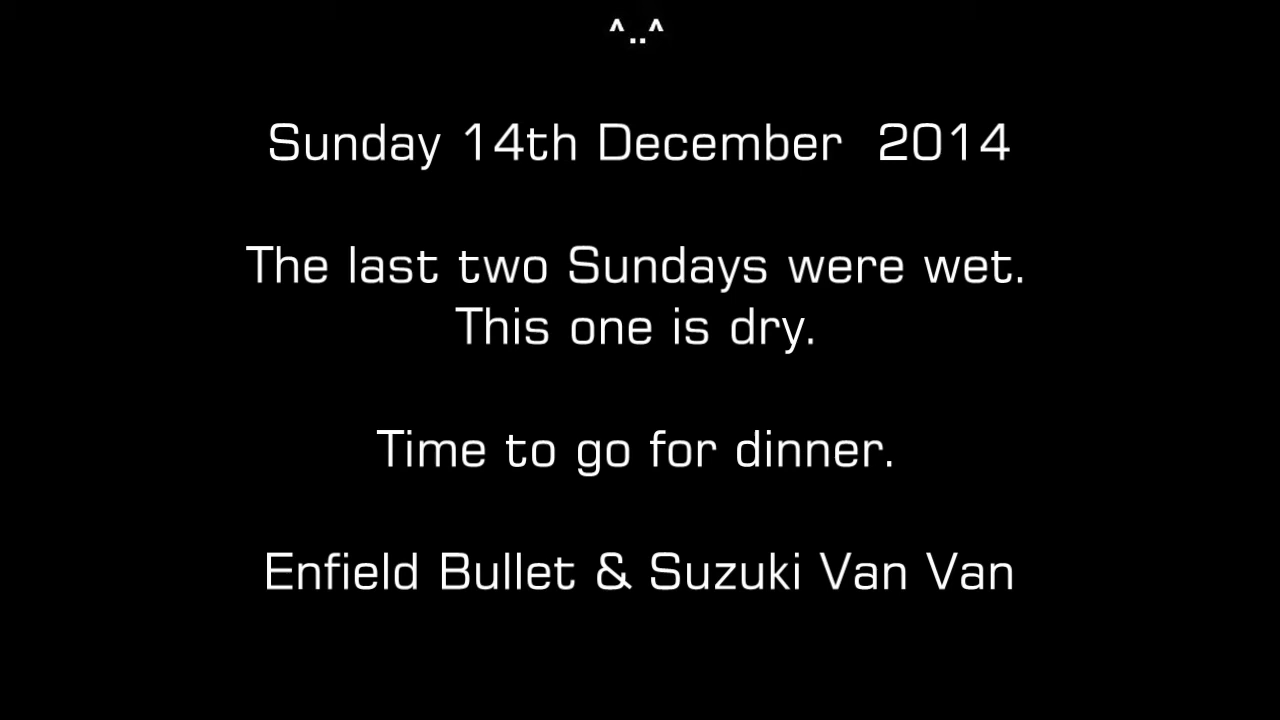 ^..^
Sunday 14th December  2014
The last two Sundays were wet.
This one is dry.
Time to go for dinner.
Enfield Bullet & Suzuki Van Van